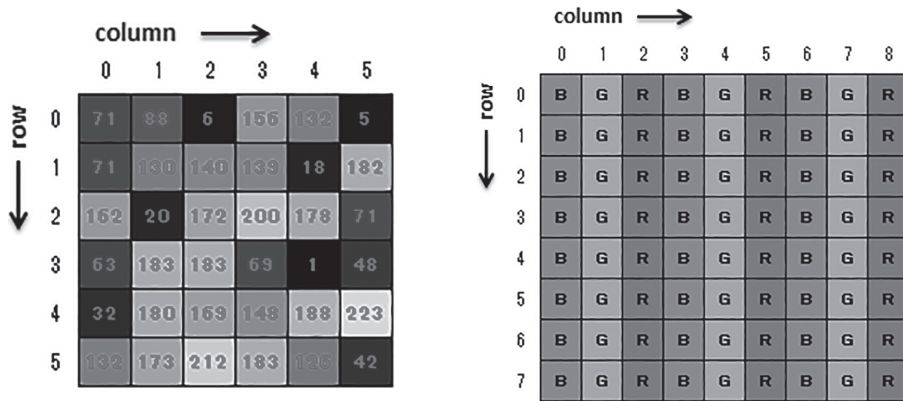 column
0 1 2 3 4 5
row
0 71 88 6 156 132 5
1 71 130 140 139 18 182
2 162 20 172 200 178 71
3 63 183 183 69 1 48
4 32 180 169 148 188 223
5 132 173 212 183 125 42
column
0 1 2 3 4 5 6 7 8
row
0 B G R B G R B G R
1 B G R B G R B G R
2 B G R B G R B G R
3 B G R B G R B G R
4 B G R B G R B G R
5 B G R B G R B G R
6 B G R B G R B G R
7 B G R B G R B G R